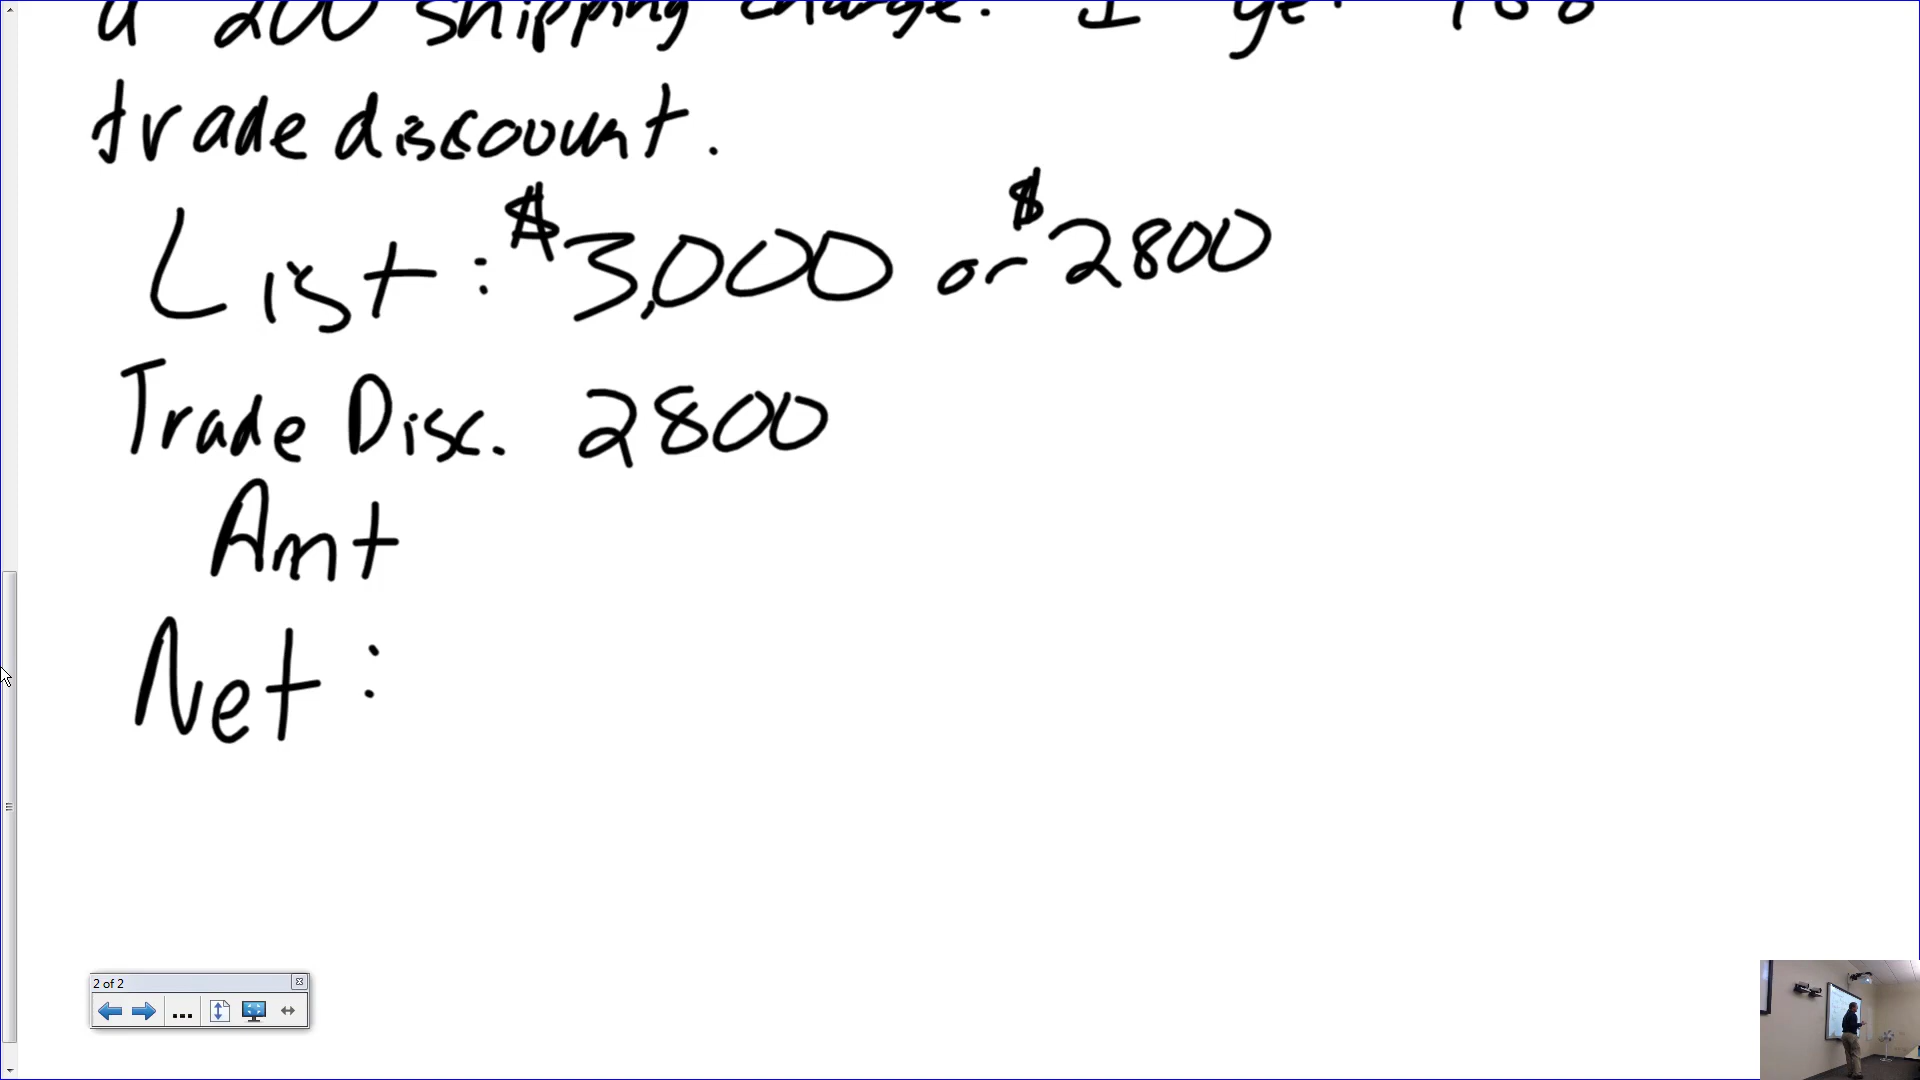 a 200 shipping charge. I get
trade discount.
List: $3,000 or $2800
Trade Disc. 2800
Amt
Net:
2 of 2
...